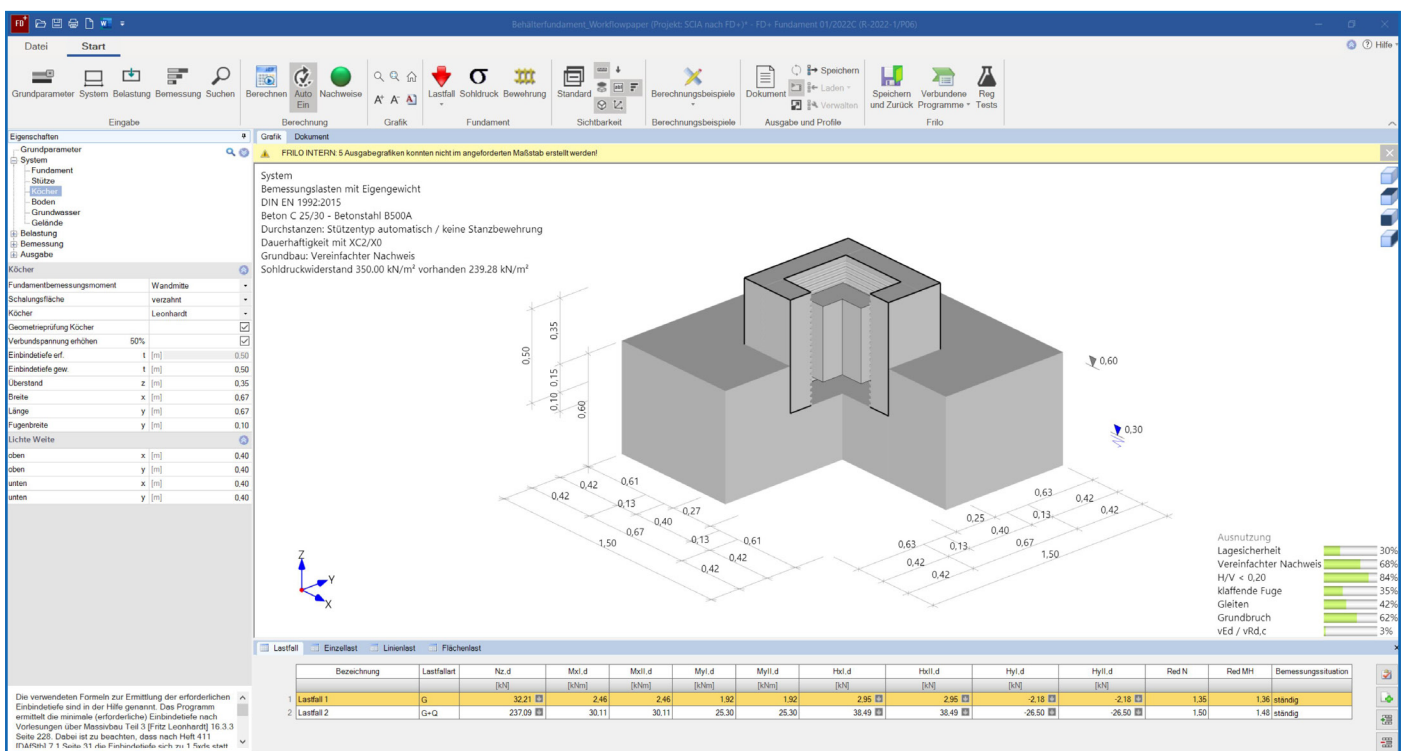 FD+
Behälterfundament_Workflowpaper (Projekt: SCIA nach FD+)* - FD+ Fundament 01/2022C (R-2022-1/P06)
Datei Start
Hilfe
Grundparameter System Belastung Bemessung Suchen
Eingabe
Berechnen Auto Ein Nachweise
Berechnung
Grafik
Lastfall Sohldruck Bewehrung
Fundament
Standard
Sichtbarkeit
Berechnungsbeispiele
Berechnungsbeispiele
Dokument Speichern
Laden
Verwalten
Ausgabe und Profile
Speichern und Zurück Verbundene Programme Reg Tests
Frilo
Eigenschaften
Grundparameter
System
Fundament
Stütze
Köcher
Boden
Grundwasser
Gelände
Belastung
Bemessung
Ausgabe
Köcher
Fundamentbemessungsmoment Wandmitte
Schalungsfläche verzahnt
Köcher Leonhardt
Geometrieprüfung Köcher
Verbundspannung erhöhen 50%
Einbindetiefe erf. t [m] 0,50
Einbindetiefe gew. t [m] 0,50
Überstand z [m] 0,35
Breite x [m] 0,67
Länge y [m] 0,67
Fugenbreite y [m] 0,10
Lichte Weite
oben x [m] 0,40
oben y [m] 0,40
unten x [m] 0,40
unten y [m] 0,40
Die verwendeten Formeln zur Ermittlung der erforderlichen
Einbindetiefe sind in der Hilfe genannt. Das Programm
ermittelt die minimale (erforderliche) Einbindetiefe nach
Vorlesungen über Massivbau Teil 3 [Fritz Leonhardt] 16.3.3
Seite 228. Dabei ist zu beachten, dass nach Heft 411
[DAfStb] 7.1 Seite 31 die Einbindetiefe sich zu 1.5xds statt
Grafik Dokument
FRILO INTERN: 5 Ausgabegrafiken konnten nicht im angeforderten Maßstab erstellt werden!
System
Bemessungslasten mit Eigengewicht
DIN EN 1992:2015
Beton C 25/30 - Betonstahl B500A
Durchstanzen: Stützentyp automatisch / keine Stanzbewehrung
Dauerhaftigkeit mit XC2/X0
Grundbau: Vereinfachter Nachweis
Sohldruckwiderstand 350.00 kN/m² vorhanden 239.28 kN/m²
0,35
0,50
0,15
0,10
0,60
0,60
0,30
0,42 0,61
0,42 0,13 0,27
0,40
0,67 0,13 0,61
1,50 0,42
0,42
0,63 0,42
0,25 0,13 0,42
0,40
0,63 0,13 0,67
0,42 1,50
0,42
Z
Y
X
Ausnutzung
Lagesicherheit 30%
Vereinfachter Nachweis 68%
H/V < 0,20 84%
klaffende Fuge 35%
Gleiten 42%
Grundbruch 62%
vEd / vRd,c 3%
Lastfall Einzellast Linienlast Flächenlast
Bezeichnung Lastfallart Nz.d MxI.d MxII.d MyI.d MyII.d HxI.d HxII.d HyI.d HyII.d Red N Red MH Bemessungssituation
[kN] [kNm] [kNm] [kNm] [kNm] [kN] [kN] [kN] [kN]
1 Lastfall 1 G 32,21 2,46 2,46 1,92 1,92 2,95 2,95 -2,18 -2,18 1,35 1,36 ständig
2 Lastfall 2 G+Q 237,09 30,11 30,11 25,30 25,30 38,49 38,49 -26,50 -26,50 1,50 1,48 ständig